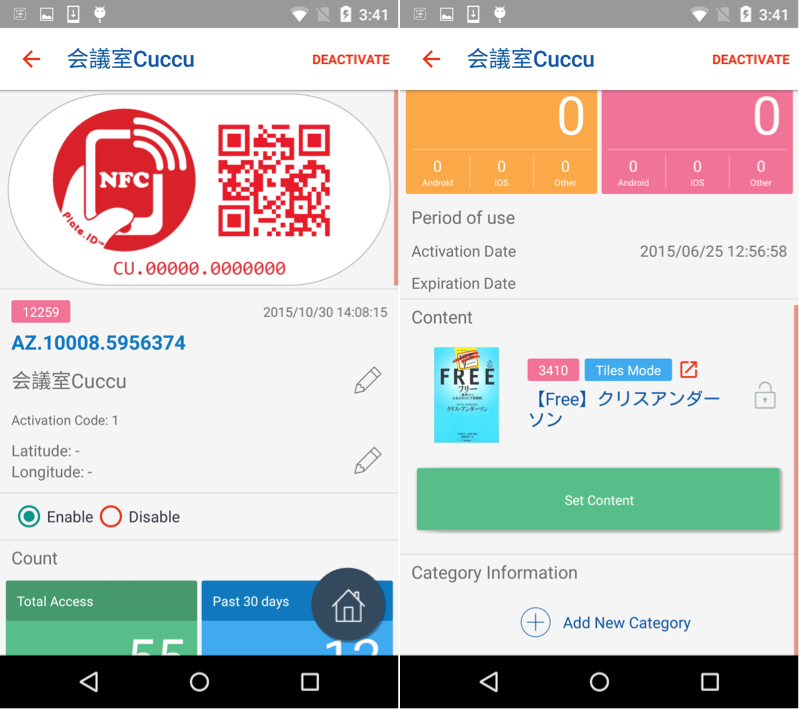 3:41
会議室Cuccu
DEACTIVATE
NFC
Plate.ID™
CU.00000.0000000
12259
2015/10/30 14:08:15
AZ.10008.5956374
会議室Cuccu
Activation Code: 1
Latitude: -
Longitude: -
Enable Disable
Count
Total Access
55
Past 30 days
12
3:41
会議室Cuccu
DEACTIVATE
0
0 0 0
Android iOS Other
0
0 0 0
Android iOS Other
Period of use
Activation Date 2015/06/25 12:56:58
Expiration Date
Content
FREE
フリー
クリス・アンダーソン
3410 Tiles Mode
【Free】クリスアンダー
ソン
Set Content
Category Information
Add New Category